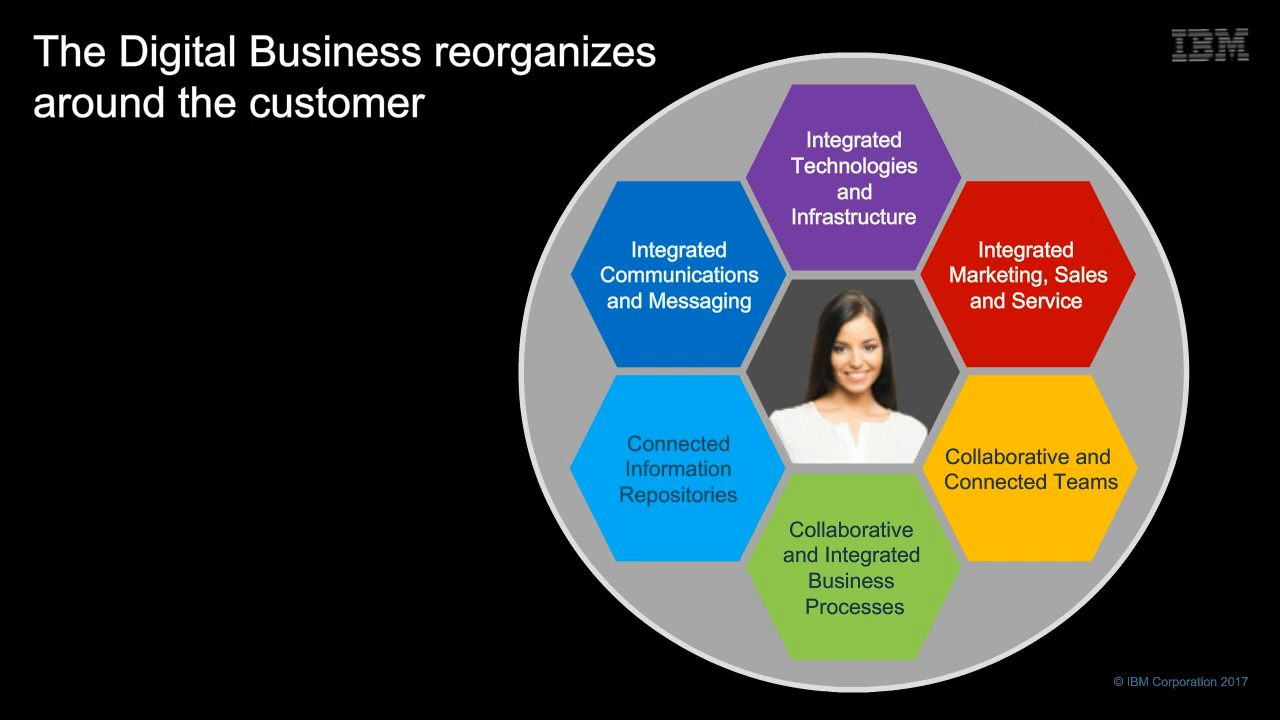 The Digital Business reorganizes
around the customer
IBM
Integrated
Technologies
and
Infrastructure
Integrated
Communications
and Messaging
Integrated
Marketing, Sales
and Service
Connected
Information
Repositories
Collaborative and
Connected Teams
Collaborative
and Integrated
Business
Processes
© IBM Corporation 2017